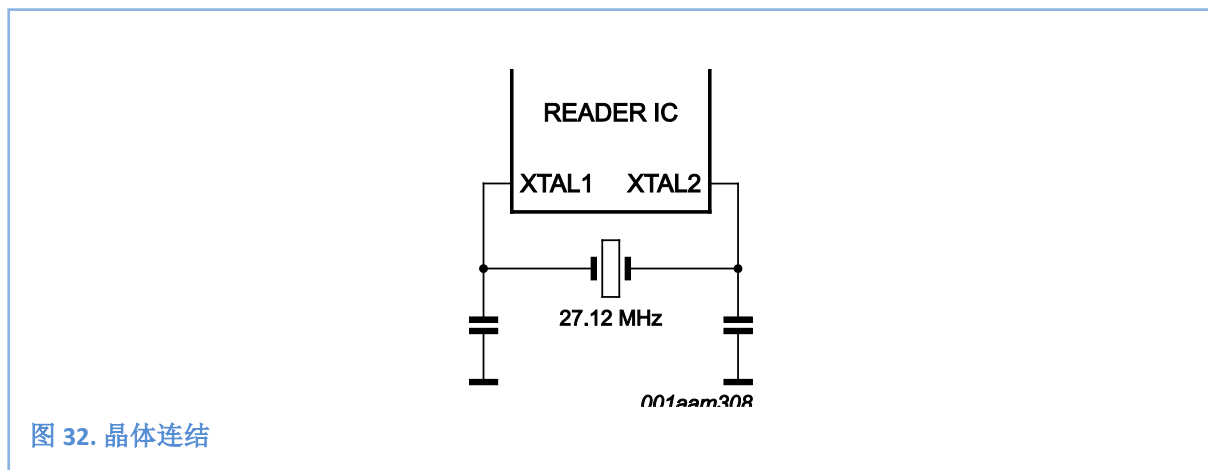 READER IC
XTAL1 XTAL2
27.12 MHz
001aam308
图 32. 晶体连结